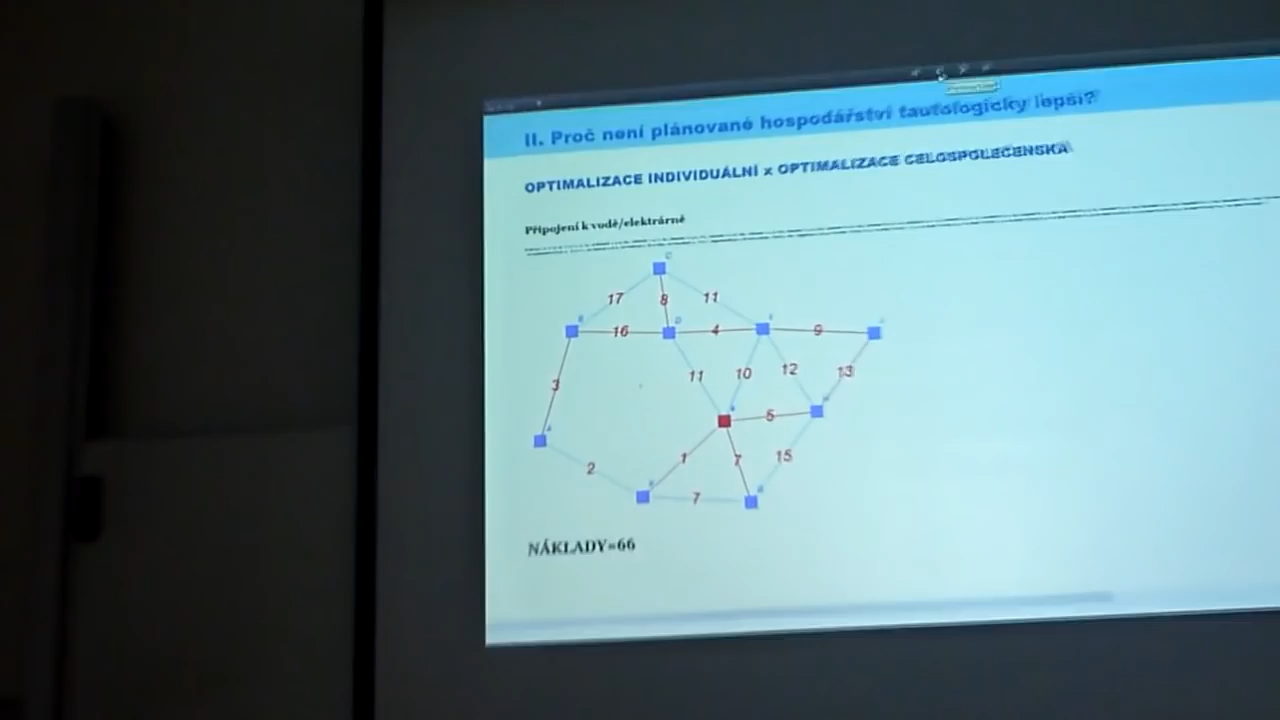 II. Proč není plánované hospodářství tautologicky lepší?
OPTIMALIZACE INDIVIDUÁLNÍ x OPTIMALIZACE CELOSPOLEČENSKÁ
Připojení k vodě/elektrárně
C
17 8 11
D
16 4 9
3 11 10 12 13
5
A
2 1 7 15
7
NÁKLADY=66